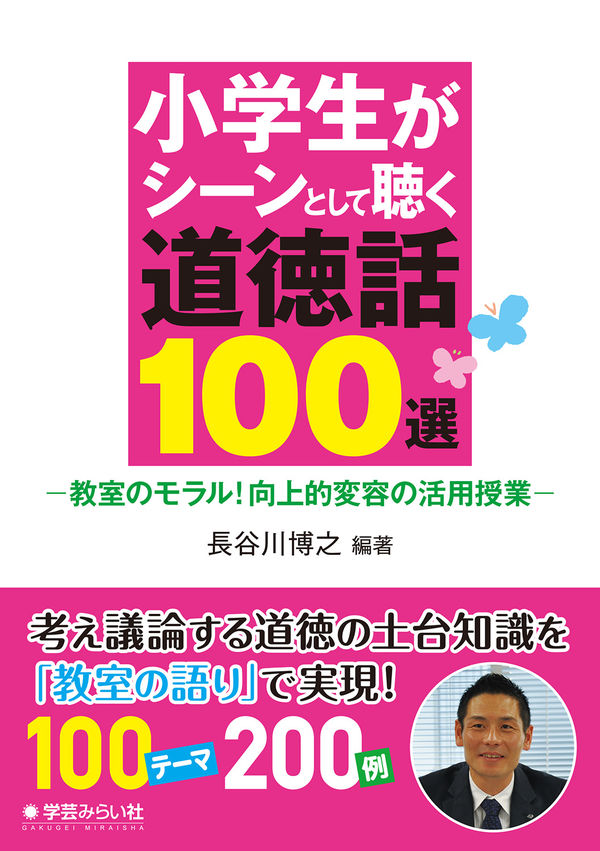 小学生が
シーンとして聴く
道徳話
100選
－教室のモラル！向上的変容の活用授業－
長谷川博之 編著
考え議論する道徳の土台知識を
「教室の語り」で実現！
100テーマ 200例
学芸みらい社
GAKUGEI MIRAISHA